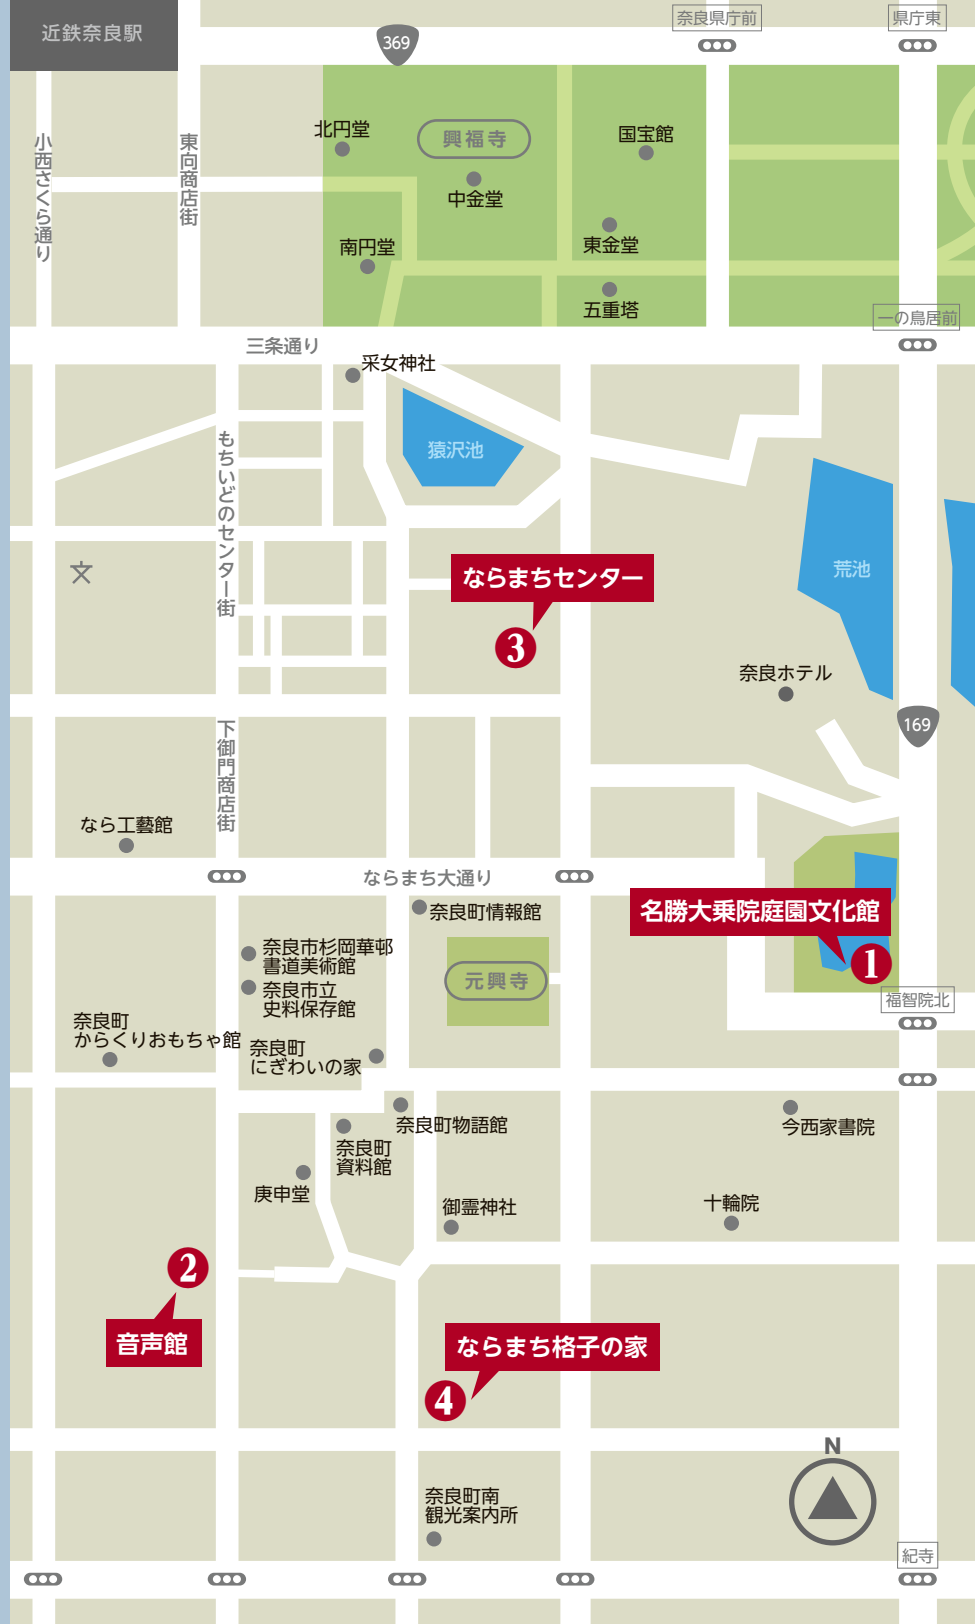 近鉄奈良駅
369
奈良県庁前
県庁東
小西さくら通り
東向商店街
北円堂
興福寺
国宝館
中金堂
南円堂
東金堂
五重塔
一の鳥居前
三条通り
采女神社
猿沢池
もちいどのセンター街
荒池
ならまちセンター
3
奈良ホテル
169
下御門商店街
なら工藝館
ならまち大通り
奈良町情報館
名勝大乗院庭園文化館
1
奈良市杉岡華邨
書道美術館
奈良市立
史料保存館
元興寺
福智院北
奈良町
からくりおもちゃ館
奈良町
にぎわいの家
奈良町物語館
今西家書院
奈良町
資料館
庚申堂
御霊神社
十輪院
2
音声館
ならまち格子の家
4
N
奈良町南
観光案内所
紀寺